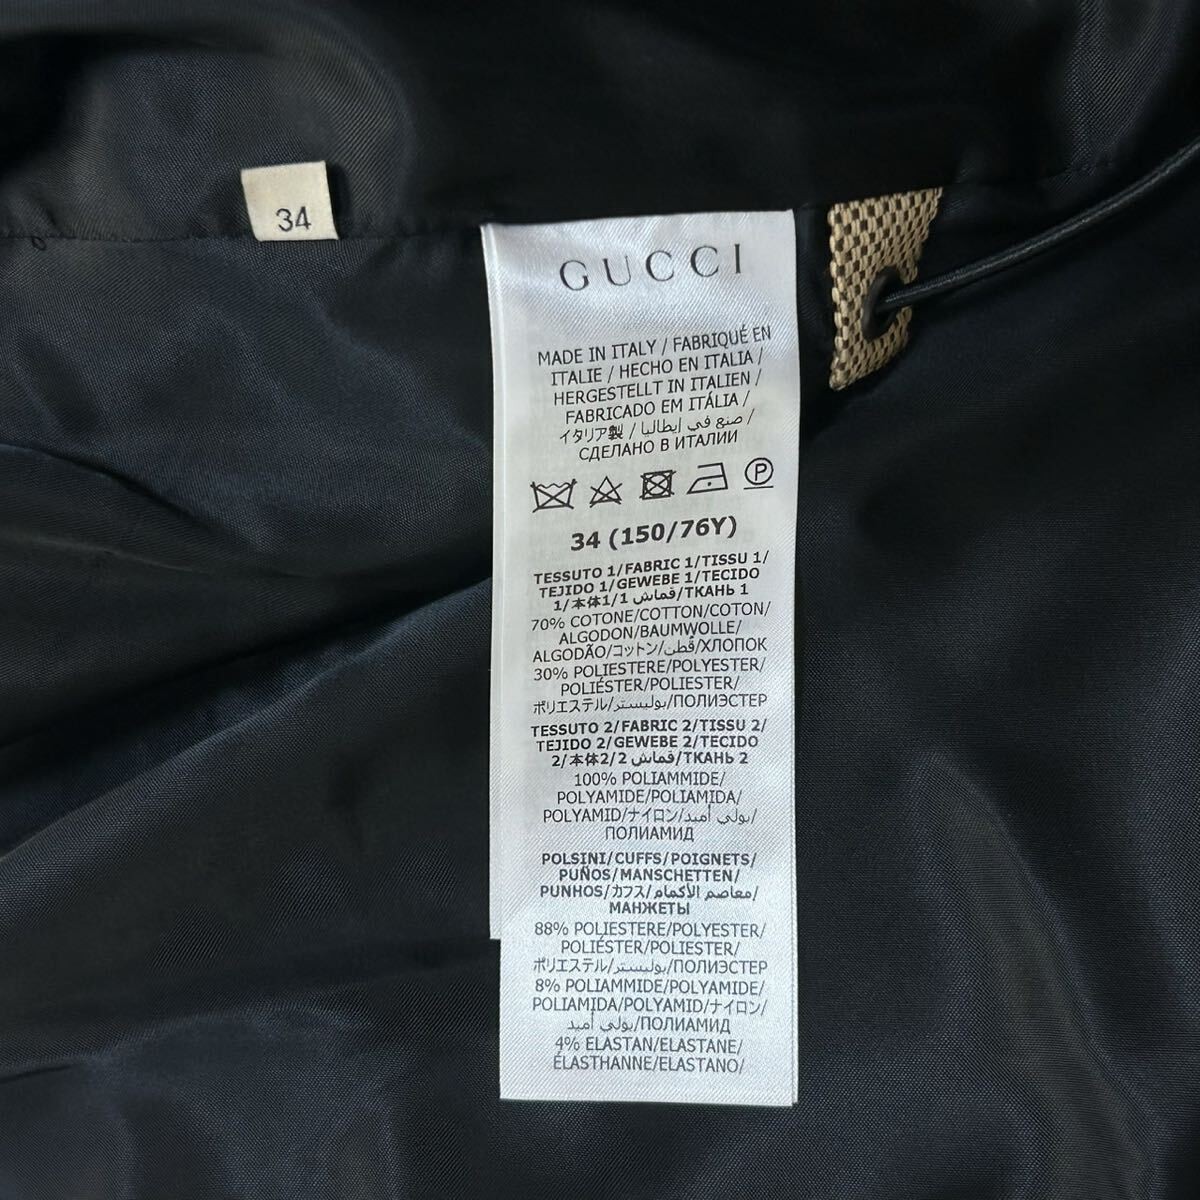 34
GUCCI
MADE IN ITALY / FABRIQUÉ EN
ITALIE / HECHO EN ITALIA /
HERGESTELLT IN ITALIEN /
FABRICADO EM ITÁLIA /
イタリア製 / صنع في ايطاليا /
СДЕЛАНО В ИТАЛИИ
P
34 (150/76Y)
TESSUTO 1/FABRIC 1/TISSU 1/
TEJIDO 1/GEWEBE 1/TECIDO
1/本体1/1 قماش/ТКАНЬ 1
70% COTONE/COTTON/COTON/
ALGODON/BAUMWOLLE/
ALGODÃO/コットン/قطن/ХЛОПОК
30% POLIESTERE/POLYESTER/
POLIÉSTER/POLIESTER/
ポリエステル/بوليستر/ПОЛИЭСТЕР
TESSUTO 2/FABRIC 2/TISSU 2/
TEJIDO 2/GEWEBE 2/TECIDO
2/本体2/2 قماش/ТКАНЬ 2
100% POLIAMMIDE/
POLYAMIDE/POLIAMIDA/
POLYAMID/ナイロン/بولي أميد/
ПОЛИАМИД
POLSINI/CUFFS/POIGNETS/
PUÑOS/MANSCHETTEN/
PUNHOS/カフス/معاصم الأكمام/
МАНЖЕТЫ
88% POLIESTERE/POLYESTER/
POLIÉSTER/POLIESTER/
ポリエステル/بوليستر/ПОЛИЭСТЕР
8% POLIAMMIDE/POLYAMIDE/
POLIAMIDA/POLYAMID/ナイロン/
بولي أميد/ПОЛИАМИД
4% ELASTAN/ELASTANE/
ÉLASTHANNE/ELASTANO/